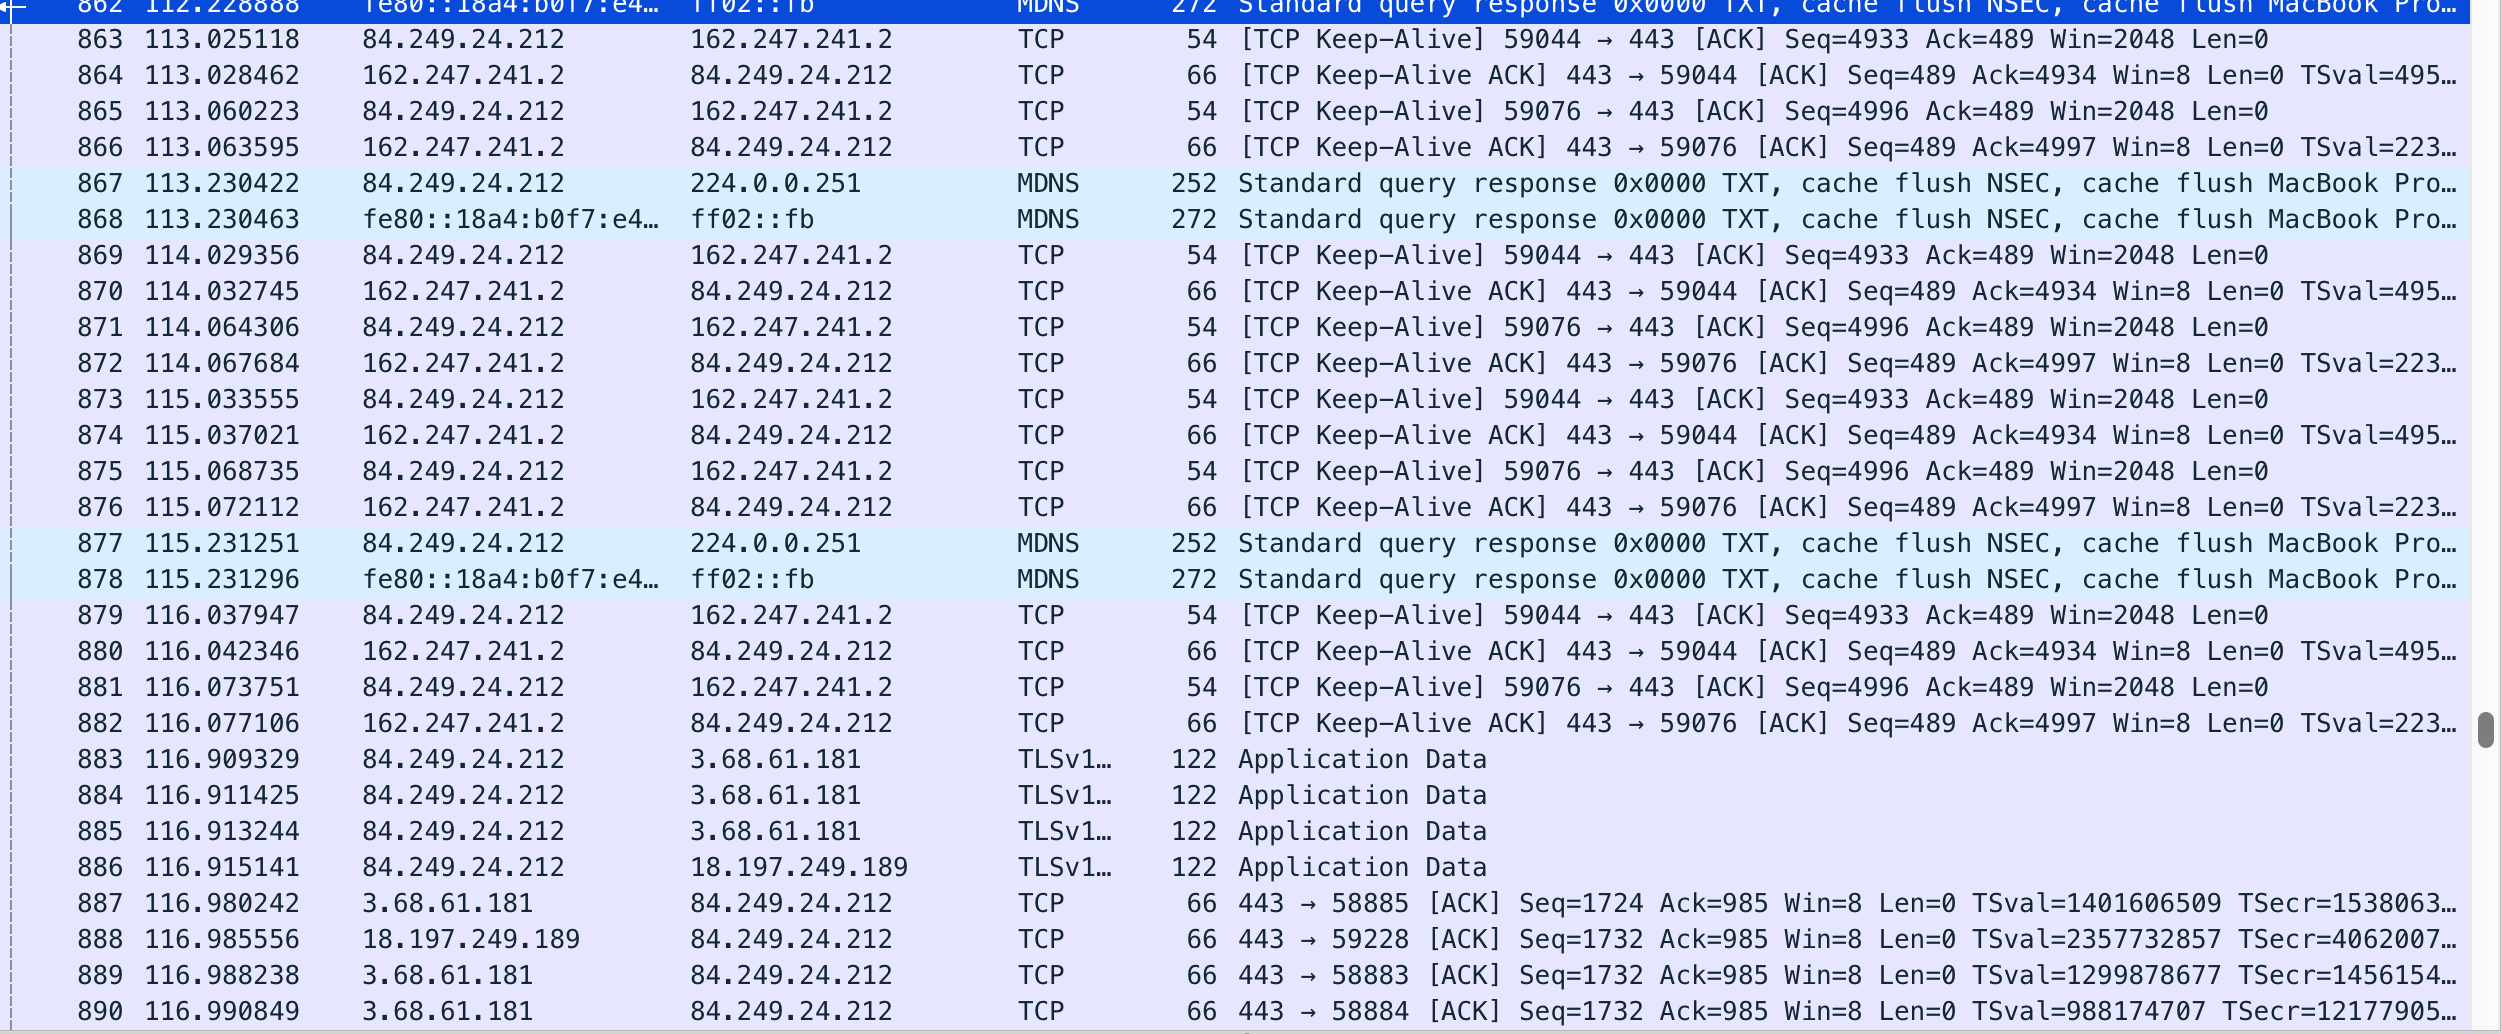 862 112.228888 fe80::18a4:b0f7:e4… ff02::fb MDNS 272 Standard query response 0x0000 TXT, cache flush NSEC, cache flush MacBook Pro…
863 113.025118 84.249.24.212 162.247.241.2 TCP 54 [TCP Keep-Alive] 59044 → 443 [ACK] Seq=4933 Ack=489 Win=2048 Len=0
864 113.028462 162.247.241.2 84.249.24.212 TCP 66 [TCP Keep-Alive ACK] 443 → 59044 [ACK] Seq=489 Ack=4934 Win=8 Len=0 TSval=495…
865 113.060223 84.249.24.212 162.247.241.2 TCP 54 [TCP Keep-Alive] 59076 → 443 [ACK] Seq=4996 Ack=489 Win=2048 Len=0
866 113.063595 162.247.241.2 84.249.24.212 TCP 66 [TCP Keep-Alive ACK] 443 → 59076 [ACK] Seq=489 Ack=4997 Win=8 Len=0 TSval=223…
867 113.230422 84.249.24.212 224.0.0.251 MDNS 252 Standard query response 0x0000 TXT, cache flush NSEC, cache flush MacBook Pro…
868 113.230463 fe80::18a4:b0f7:e4… ff02::fb MDNS 272 Standard query response 0x0000 TXT, cache flush NSEC, cache flush MacBook Pro…
869 114.029356 84.249.24.212 162.247.241.2 TCP 54 [TCP Keep-Alive] 59044 → 443 [ACK] Seq=4933 Ack=489 Win=2048 Len=0
870 114.032745 162.247.241.2 84.249.24.212 TCP 66 [TCP Keep-Alive ACK] 443 → 59044 [ACK] Seq=489 Ack=4934 Win=8 Len=0 TSval=495…
871 114.064306 84.249.24.212 162.247.241.2 TCP 54 [TCP Keep-Alive] 59076 → 443 [ACK] Seq=4996 Ack=489 Win=2048 Len=0
872 114.067684 162.247.241.2 84.249.24.212 TCP 66 [TCP Keep-Alive ACK] 443 → 59076 [ACK] Seq=489 Ack=4997 Win=8 Len=0 TSval=223…
873 115.033555 84.249.24.212 162.247.241.2 TCP 54 [TCP Keep-Alive] 59044 → 443 [ACK] Seq=4933 Ack=489 Win=2048 Len=0
874 115.037021 162.247.241.2 84.249.24.212 TCP 66 [TCP Keep-Alive ACK] 443 → 59044 [ACK] Seq=489 Ack=4934 Win=8 Len=0 TSval=495…
875 115.068735 84.249.24.212 162.247.241.2 TCP 54 [TCP Keep-Alive] 59076 → 443 [ACK] Seq=4996 Ack=489 Win=2048 Len=0
876 115.072112 162.247.241.2 84.249.24.212 TCP 66 [TCP Keep-Alive ACK] 443 → 59076 [ACK] Seq=489 Ack=4997 Win=8 Len=0 TSval=223…
877 115.231251 84.249.24.212 224.0.0.251 MDNS 252 Standard query response 0x0000 TXT, cache flush NSEC, cache flush MacBook Pro…
878 115.231296 fe80::18a4:b0f7:e4… ff02::fb MDNS 272 Standard query response 0x0000 TXT, cache flush NSEC, cache flush MacBook Pro…
879 116.037947 84.249.24.212 162.247.241.2 TCP 54 [TCP Keep-Alive] 59044 → 443 [ACK] Seq=4933 Ack=489 Win=2048 Len=0
880 116.042346 162.247.241.2 84.249.24.212 TCP 66 [TCP Keep-Alive ACK] 443 → 59044 [ACK] Seq=489 Ack=4934 Win=8 Len=0 TSval=495…
881 116.073751 84.249.24.212 162.247.241.2 TCP 54 [TCP Keep-Alive] 59076 → 443 [ACK] Seq=4996 Ack=489 Win=2048 Len=0
882 116.077106 162.247.241.2 84.249.24.212 TCP 66 [TCP Keep-Alive ACK] 443 → 59076 [ACK] Seq=489 Ack=4997 Win=8 Len=0 TSval=223…
883 116.909329 84.249.24.212 3.68.61.181 TLSv1… 122 Application Data
884 116.911425 84.249.24.212 3.68.61.181 TLSv1… 122 Application Data
885 116.913244 84.249.24.212 3.68.61.181 TLSv1… 122 Application Data
886 116.915141 84.249.24.212 18.197.249.189 TLSv1… 122 Application Data
887 116.980242 3.68.61.181 84.249.24.212 TCP 66 443 → 58885 [ACK] Seq=1724 Ack=985 Win=8 Len=0 TSval=1401606509 TSecr=1538063…
888 116.985556 18.197.249.189 84.249.24.212 TCP 66 443 → 59228 [ACK] Seq=1732 Ack=985 Win=8 Len=0 TSval=2357732857 TSecr=4062007…
889 116.988238 3.68.61.181 84.249.24.212 TCP 66 443 → 58883 [ACK] Seq=1732 Ack=985 Win=8 Len=0 TSval=1299878677 TSecr=1456154…
890 116.990849 3.68.61.181 84.249.24.212 TCP 66 443 → 58884 [ACK] Seq=1732 Ack=985 Win=8 Len=0 TSval=988174707 TSecr=12177905…